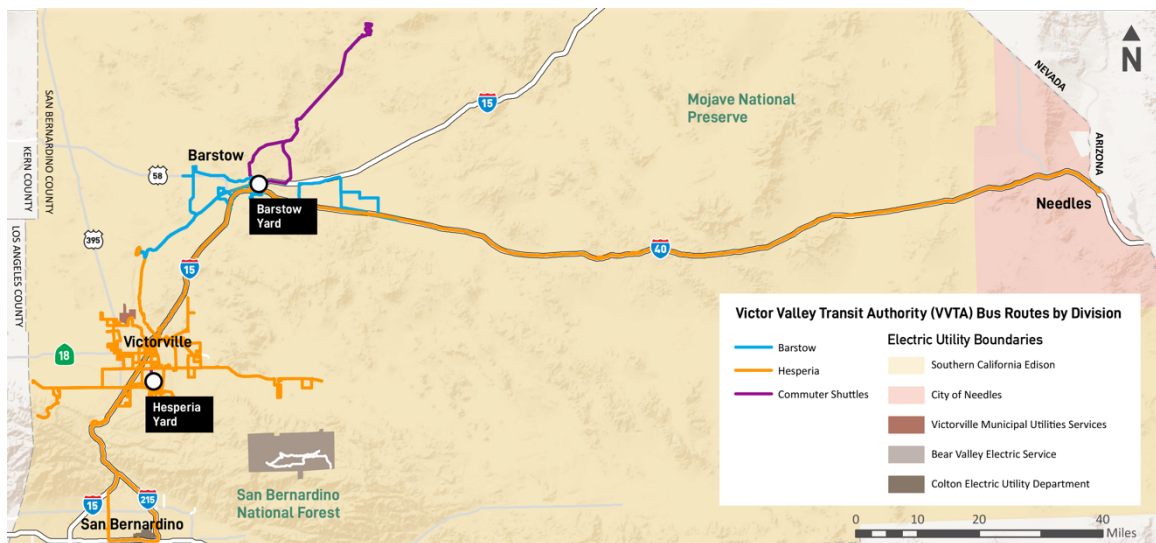 N
NEVADA
ARIZONA
SAN BERNARDINO COUNTY
KERN COUNTY
LOS ANGELES COUNTY
15
Mojave National
Preserve
Barstow
58
Barstow
Yard
Needles
395
40
15
Victor Valley Transit Authority (VVTA) Bus Routes by Division
Barstow
Hesperia
Commuter Shuttles
Electric Utility Boundaries
Southern California Edison
City of Needles
Victorville Municipal Utilities Services
Bear Valley Electric Service
Colton Electric Utility Department
Victorville
18
Hesperia
Yard
San Bernardino
National Forest
15
215
San Bernardino
0 10 20 40
Miles